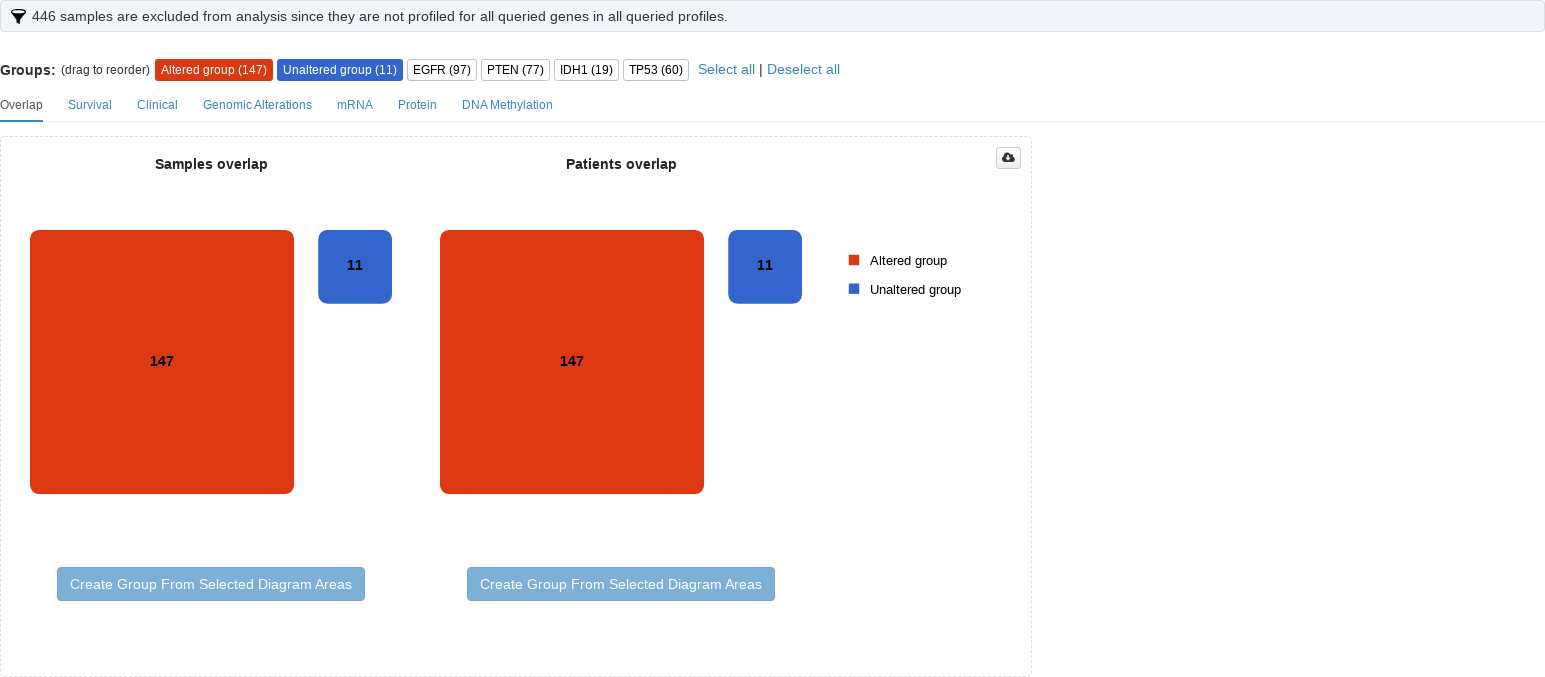 446 samples are excluded from analysis since they are not profiled for all queried genes in all queried profiles.
Groups: (drag to reorder) Altered group (147) Unaltered group (11) EGFR (97) PTEN (77) IDH1 (19) TP53 (60) Select all | Deselect all
Overlap Survival Clinical Genomic Alterations mRNA Protein DNA Methylation
Samples overlap Patients overlap
11 11
Altered group
Unaltered group
147 147
Create Group From Selected Diagram Areas Create Group From Selected Diagram Areas